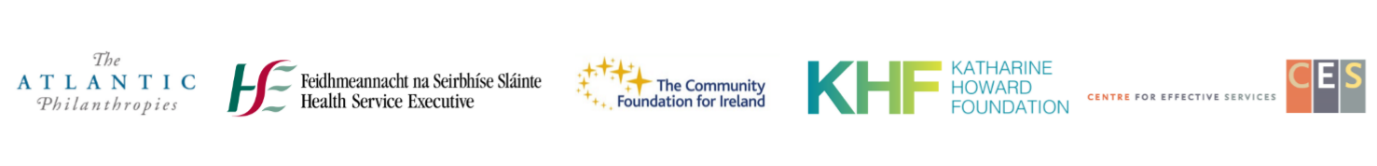 The
ATLANTIC
Philanthropies
HSE
Feidhmeannacht na Seirbhíse Sláinte
Health Service Executive
The Community
Foundation for Ireland
KHF
KATHARINE
HOWARD
FOUNDATION
CENTRE FOR EFFECTIVE SERVICES
CES